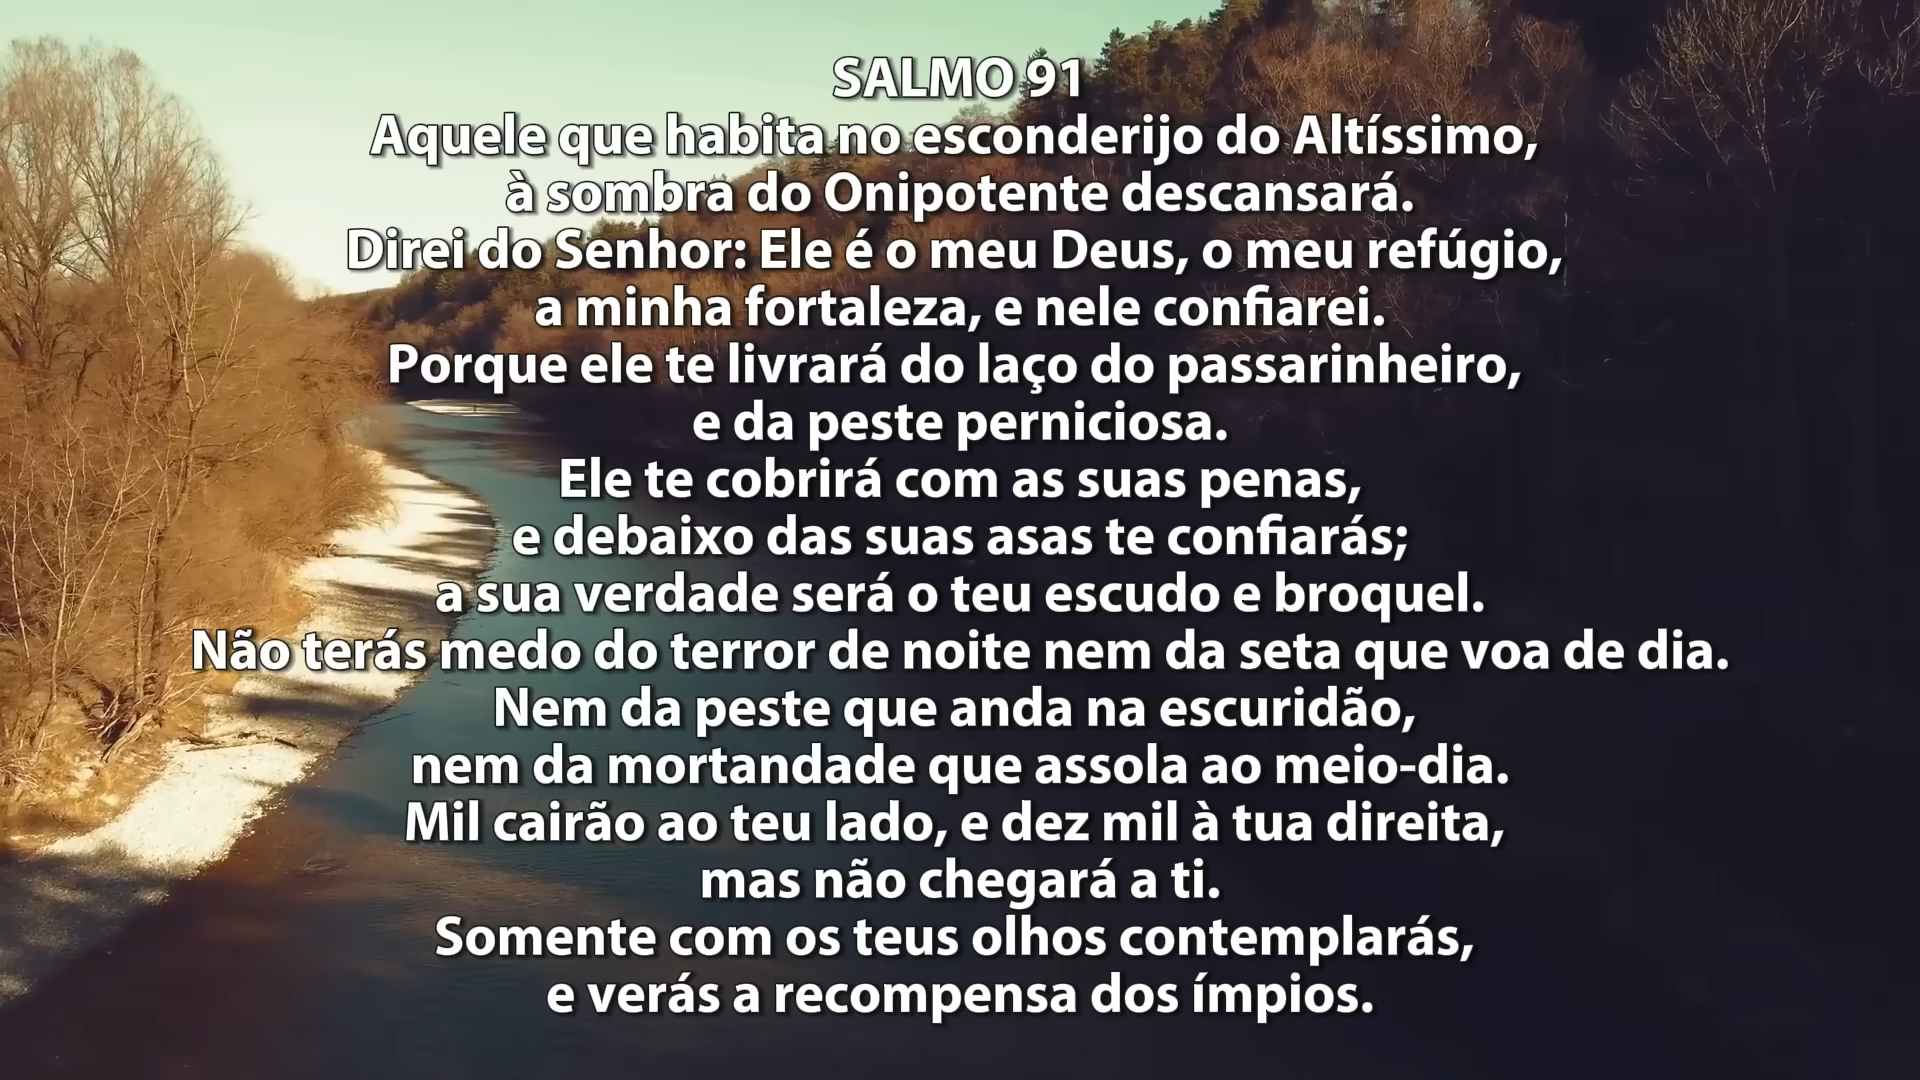 SALMO 91
Aquele que habita no esconderijo do Altíssimo,
à sombra do Onipotente descansará.
Direi do Senhor: Ele é o meu Deus, o meu refúgio,
a minha fortaleza, e nele confiarei.
Porque ele te livrará do laço do passarinheiro,
e da peste perniciosa.
Ele te cobrirá com as suas penas,
e debaixo das suas asas te confiarás;
a sua verdade será o teu escudo e broquel.
Não terás medo do terror de noite nem da seta que voa de dia.
Nem da peste que anda na escuridão,
nem da mortandade que assola ao meio-dia.
Mil cairão ao teu lado, e dez mil à tua direita,
mas não chegará a ti.
Somente com os teus olhos contemplarás,
e verás a recompensa dos ímpios.